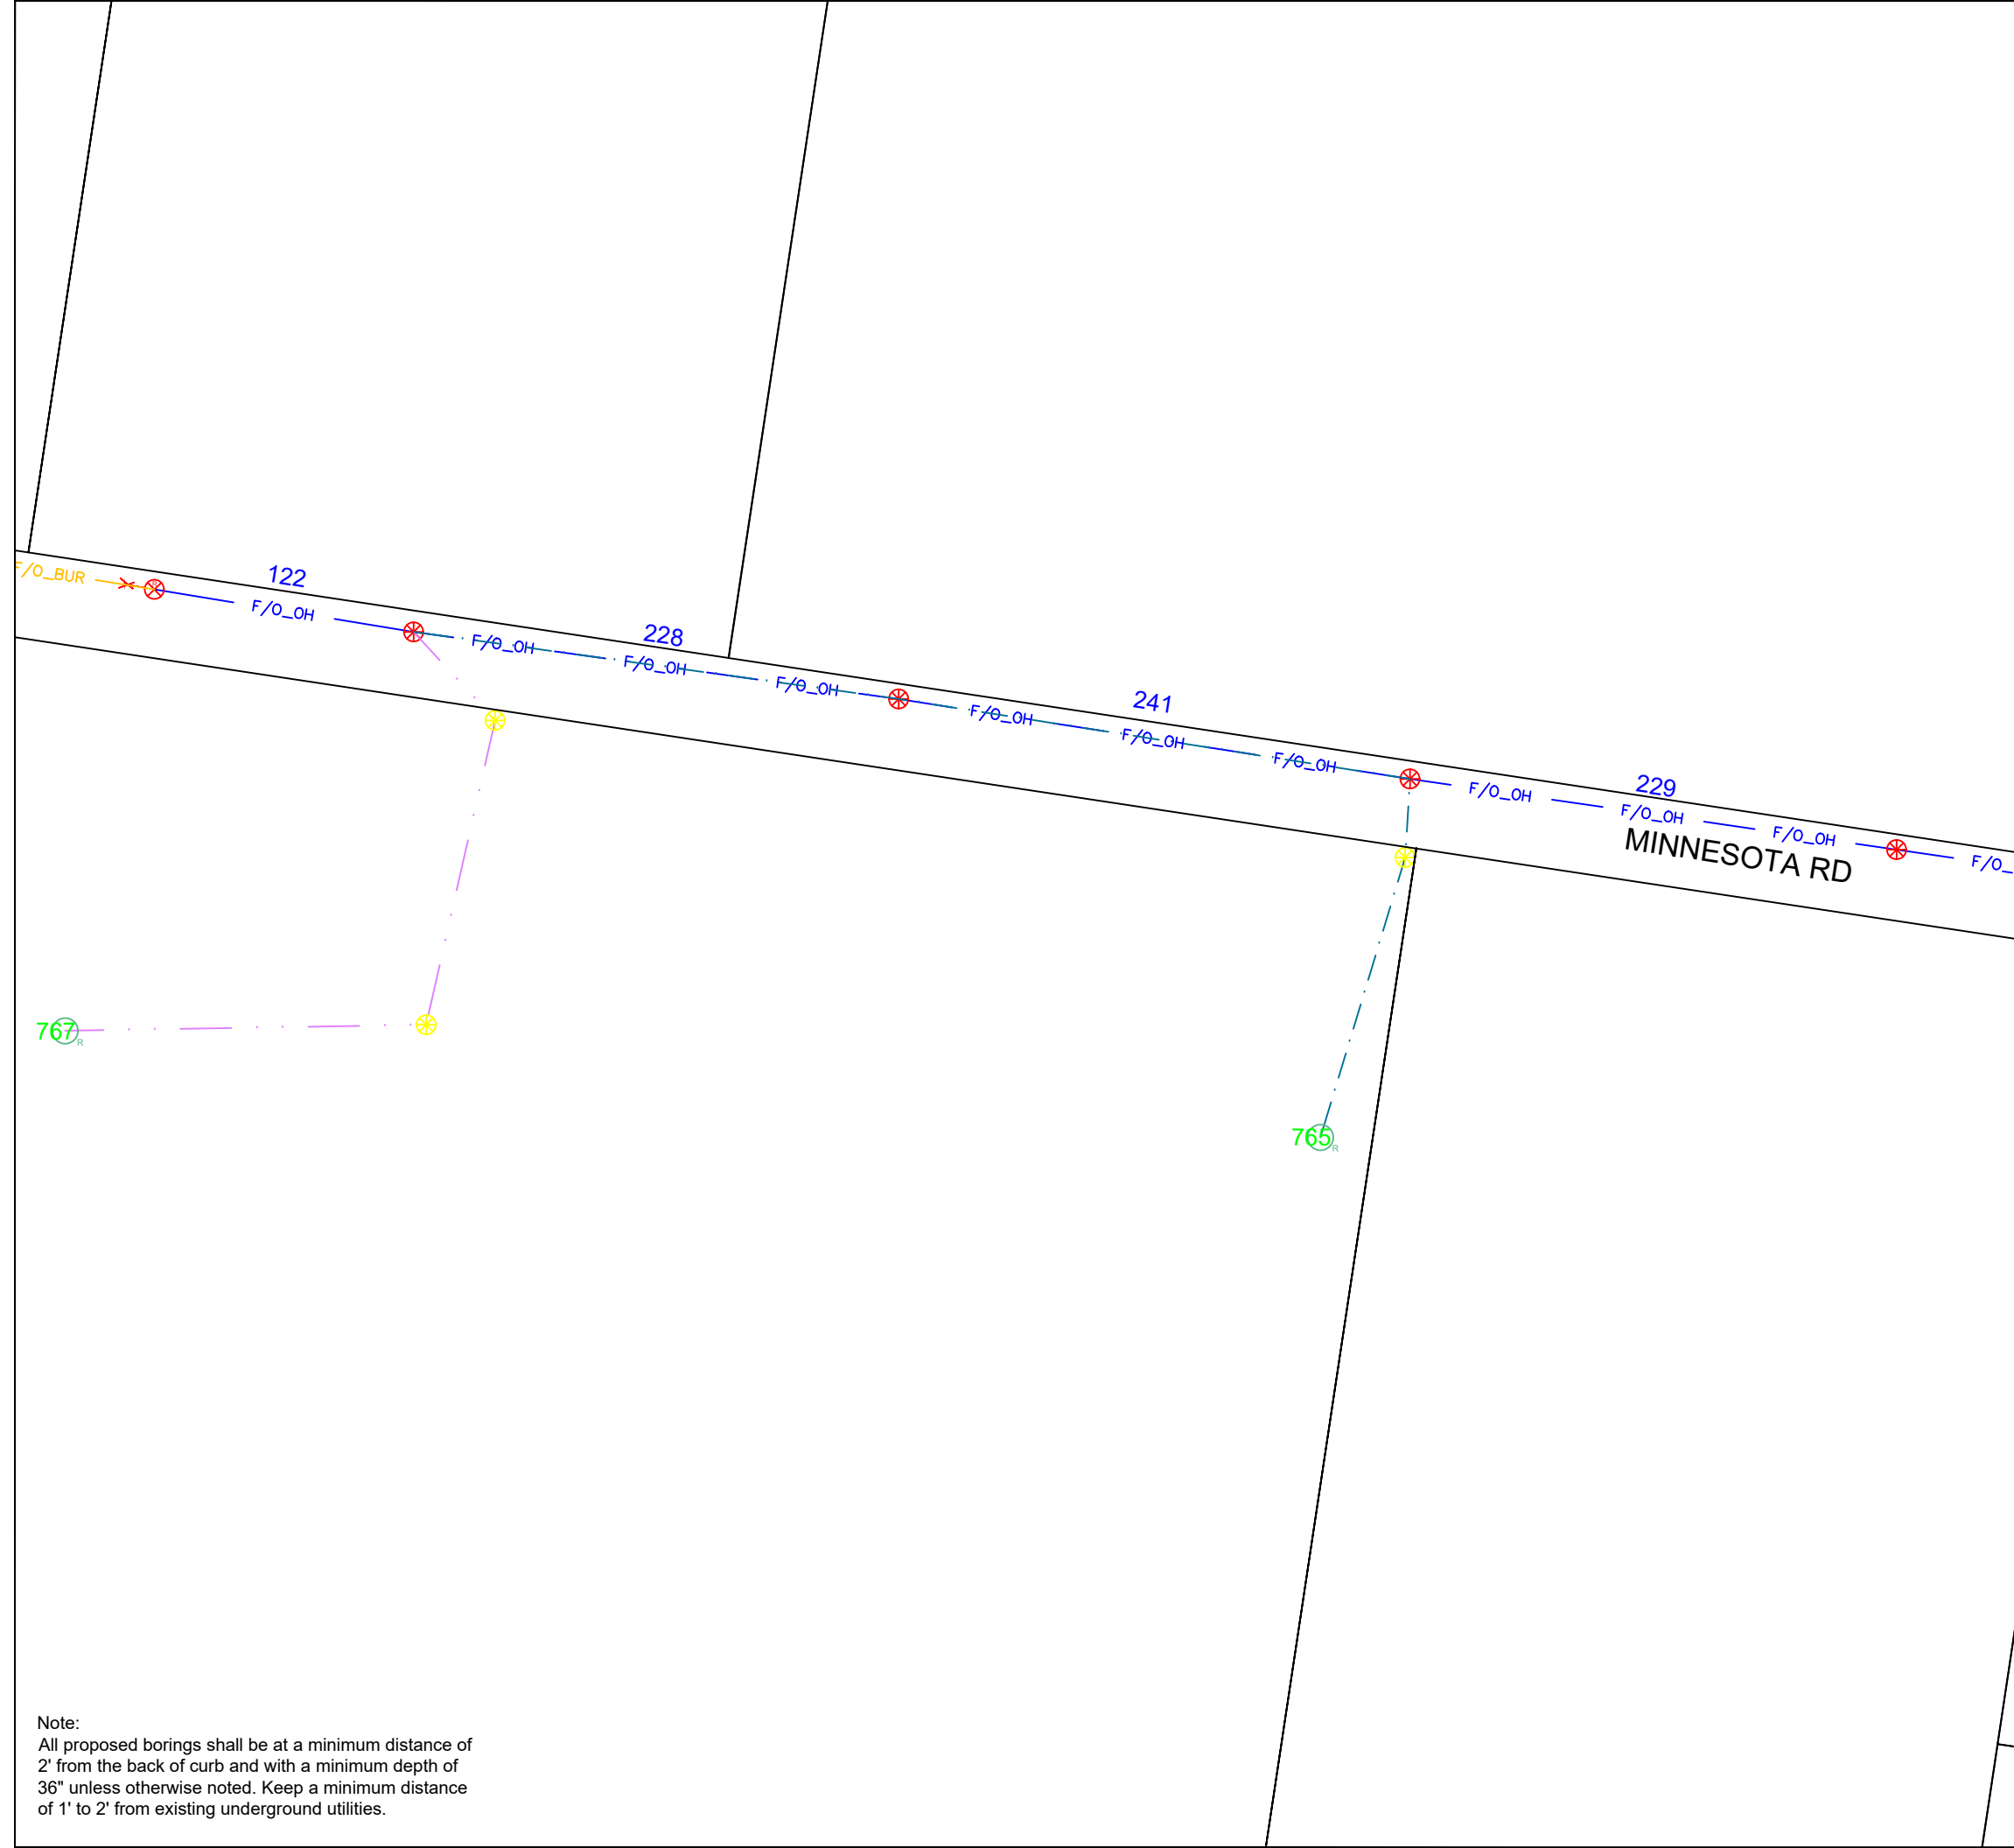 F/O_BUR
R
122
F/O_OH
228
F/O_OH
F/O_OH
F/O_OH
241
F/O_OH
F/O_OH
F/O_OH
229
F/O_OH
F/O_OH
F/O_OH
F/O_
MINNESOTA RD
767
R
765
R
Note:
All proposed borings shall be at a minimum distance of
2' from the back of curb and with a minimum depth of
36" unless otherwise noted. Keep a minimum distance
of 1' to 2' from existing underground utilities.